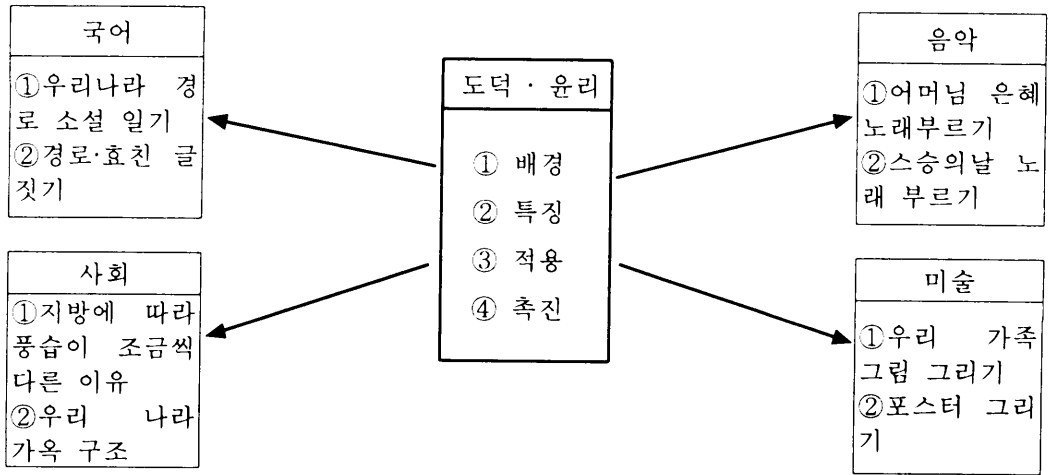 국어
①우리나라 경
로 소설 일기
②경로·효친 글
짓기
도덕 · 윤리
① 배경
② 특징
③ 적용
④ 촉진
음악
①어머님 은혜
노래부르기
②스승의날 노
래 부르기
사회
①지방에 따라
풍습이 조금씩
다른 이유
②우리 나라
가옥 구조
미술
①우리 가족
그림 그리기
②포스터 그리
기